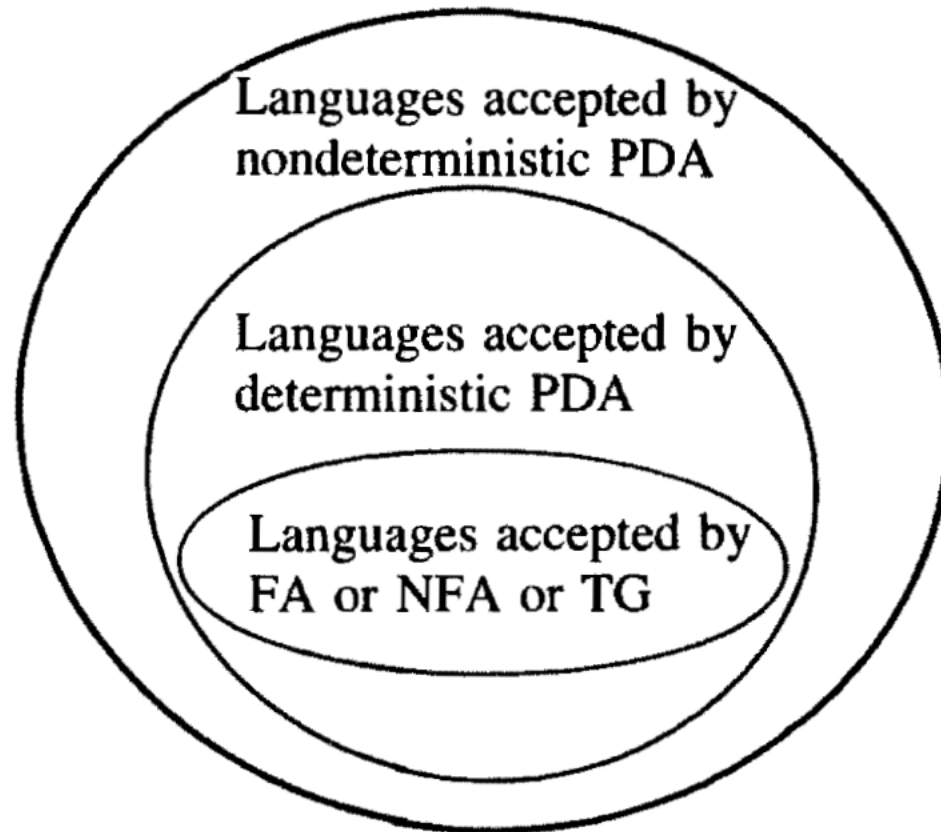 Languages accepted by
nondeterministic PDA
Languages accepted by
deterministic PDA
Languages accepted by
FA or NFA or TG